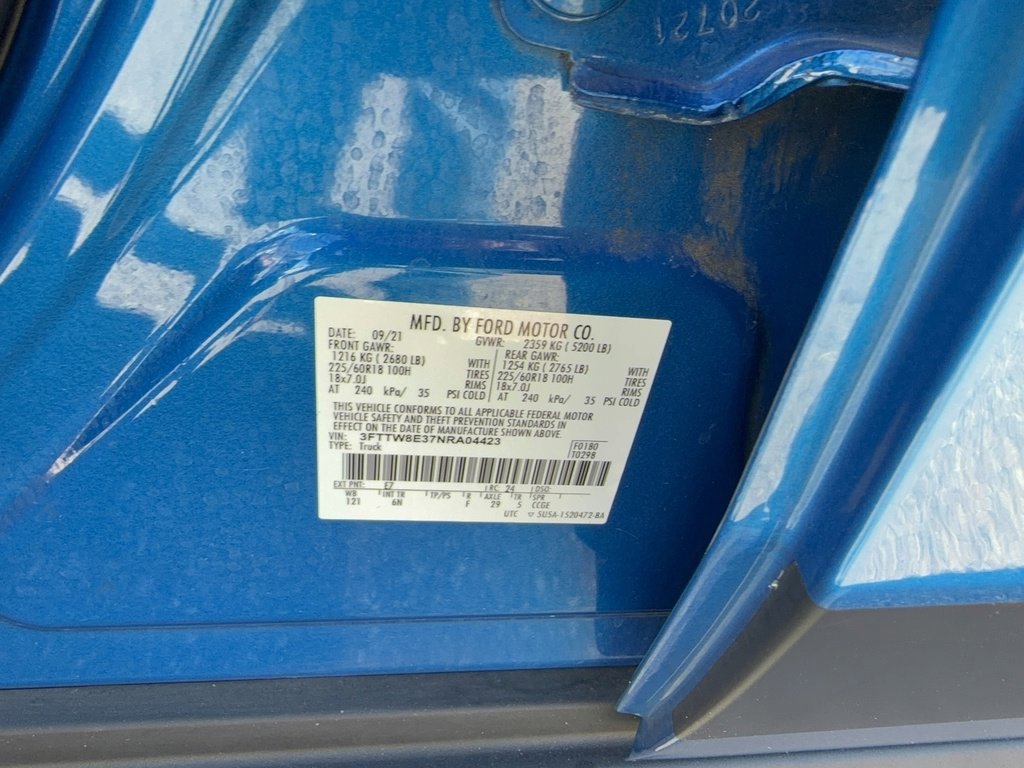 20721
MFD. BY FORD MOTOR CO.
DATE: 09/21 GVWR: 2359 KG ( 5200 LB)
FRONT GAWR: REAR GAWR:
1216 KG ( 2680 LB) WITH 1254 KG ( 2765 LB) WITH
225/60R18 100H TIRES 225/60R18 100H TIRES
18x7.0J RIMS 18x7.0J RIMS
AT 240 kPa/ 35 PSI COLD AT 240 kPa/ 35 PSI COLD
THIS VEHICLE CONFORMS TO ALL APPLICABLE FEDERAL MOTOR
VEHICLE SAFETY AND THEFT PREVENTION STANDARDS IN
EFFECT ON THE DATE OF MANUFACTURE SHOWN ABOVE.
VIN: 3FTTW8E37NRA04423 F0180
TYPE: Truck T0298
EXT PNT: E7 RC: 24 DSO:
WB INT TR TP/PS R AXLE TR SPR
121 6N F 29 5 CCGE
UTC ▽ 5U5A-1520472-BA